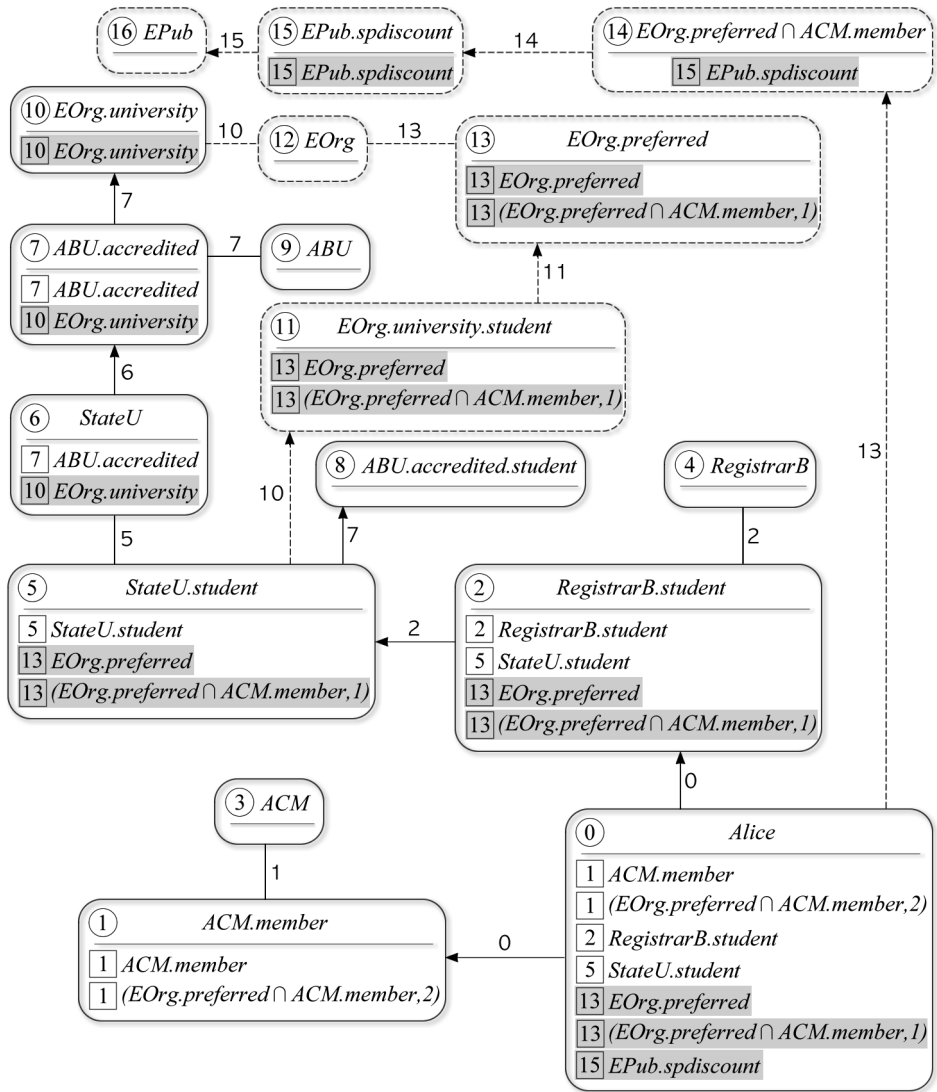 16 EPub
15
15 EPub.spdiscount
15 EPub.spdiscount
14
14 EOrg.preferred ∩ ACM.member
15 EPub.spdiscount
10 EOrg.university
10 EOrg.university
10
12 EOrg
13
13 EOrg.preferred
13 EOrg.preferred
13 (EOrg.preferred ∩ ACM.member,1)
7
7 ABU.accredited
7 ABU.accredited
10 EOrg.university
7
9 ABU
11
11 EOrg.university.student
13 EOrg.preferred
13 (EOrg.preferred ∩ ACM.member,1)
6
6 StateU
7 ABU.accredited
10 EOrg.university
13
8 ABU.accredited.student
4 RegistrarB
10
5
7
2
5 StateU.student
5 StateU.student
13 EOrg.preferred
13 (EOrg.preferred ∩ ACM.member,1)
2
2 RegistrarB.student
2 RegistrarB.student
5 StateU.student
13 EOrg.preferred
13 (EOrg.preferred ∩ ACM.member,1)
0
3 ACM
1
1 ACM.member
1 ACM.member
1 (EOrg.preferred ∩ ACM.member,2)
0
0 Alice
1 ACM.member
1 (EOrg.preferred ∩ ACM.member,2)
2 RegistrarB.student
5 StateU.student
13 EOrg.preferred
13 (EOrg.preferred ∩ ACM.member,1)
15 EPub.spdiscount